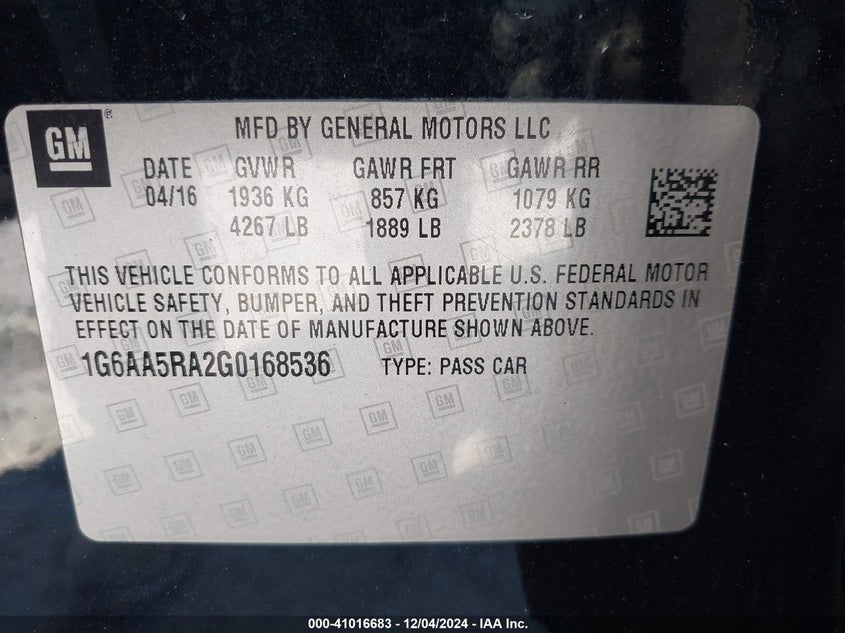 GM
MFD BY GENERAL MOTORS LLC
DATE GVWR GAWR FRT GAWR RR
04/16 1936 KG 857 KG 1079 KG
4267 LB 1889 LB 2378 LB
THIS VEHICLE CONFORMS TO ALL APPLICABLE U.S. FEDERAL MOTOR
VEHICLE SAFETY, BUMPER, AND THEFT PREVENTION STANDARDS IN
EFFECT ON THE DATE OF MANUFACTURE SHOWN ABOVE.
1G6AA5RA2G0168536 TYPE: PASS CAR
000-41016683 - 12/04/2024 - IAA Inc.